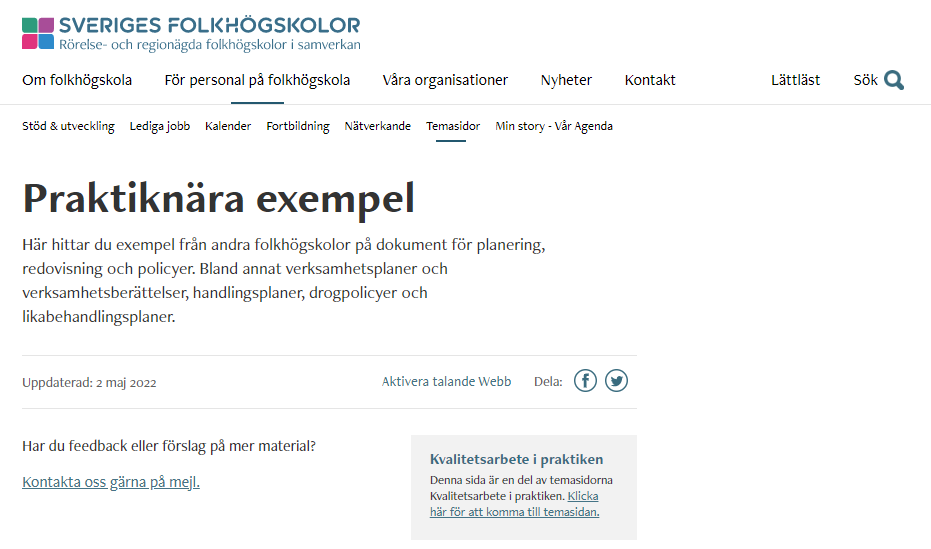 SVERIGES FOLKHÖGSKOLOR
Rörelse- och regionägda folkhögskolor i samverkan
Om folkhögskola För personal på folkhögskola Våra organisationer Nyheter Kontakt Lättläst Sök
Stöd & utveckling Lediga jobb Kalender Fortbildning Nätverkande Temasidor Min story - Vår Agenda
Praktiknära exempel
Här hittar du exempel från andra folkhögskolor på dokument för planering,
redovisning och policyer. Bland annat verksamhetsplaner och
verksamhetsberättelser, handlingsplaner, drogpolicyer och
likabehandlingsplaner.
Uppdaterad: 2 maj 2022 Aktivera talande Webb Dela:
Har du feedback eller förslag på mer material?
Kontakta oss gärna på mejl.
Kvalitetsarbete i praktiken
Denna sida är en del av temasidorna
Kvalitetsarbete i praktiken. Klicka
här för att komma till temasidan.